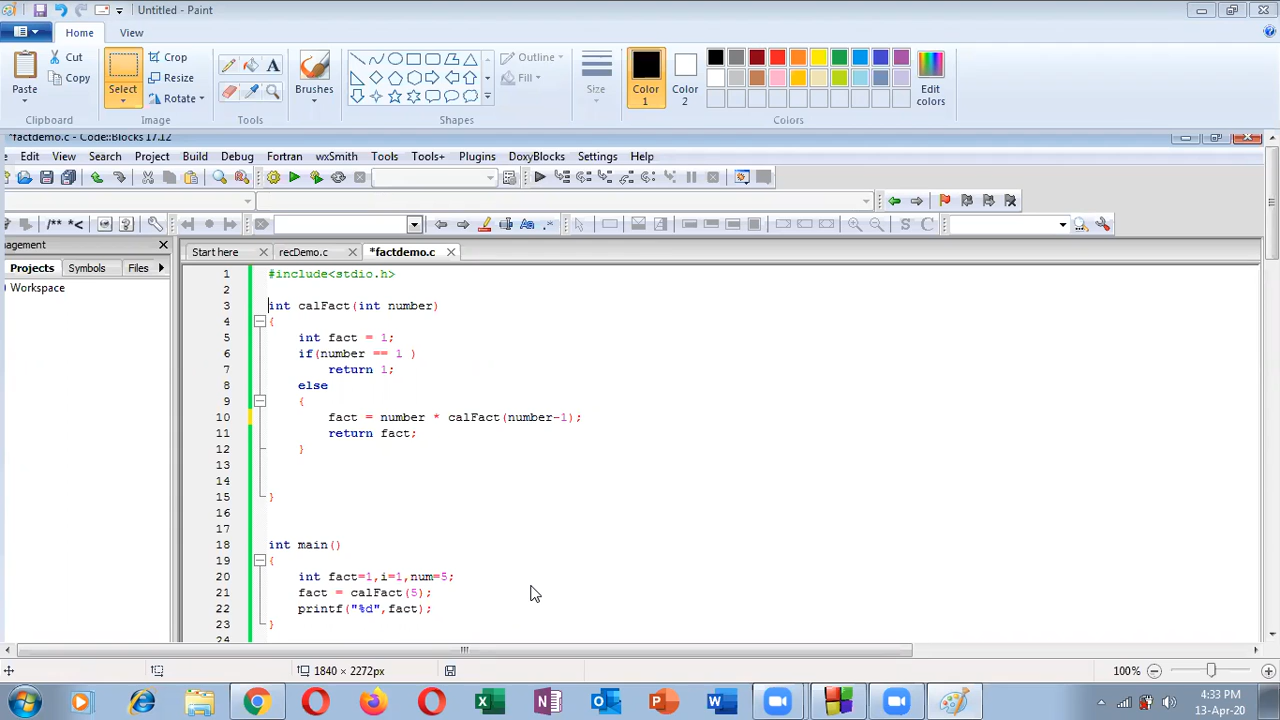 Untitled - Paint
Home View
Paste
Cut
Copy
Clipboard
Select
Crop
Resize
Rotate
Image
Tools
Brushes
Shapes
Outline
Fill
Size
Color 1
Color 2
Edit colors
Colors
*factdemo.c - Code::Blocks 17.12
Edit View Search Project Build Debug Fortran wxSmith Tools Tools+ Plugins DoxyBlocks Settings Help
/** *<
S C
nagement
Projects Symbols Files
Workspace
Start here recDemo.c *factdemo.c
1 #include<stdio.h>
2
3 int calFact(int number)
4 {
5 int fact = 1;
6 if(number == 1 )
7 return 1;
8 else
9 {
10 fact = number * calFact(number-1);
11 return fact;
12 }
13
14
15 }
16
17
18 int main()
19 {
20 int fact=1,i=1,num=5;
21 fact = calFact(5);
22 printf("%d",fact);
23 }
24
1840 × 2272px
100%
4:33 PM
13-Apr-20